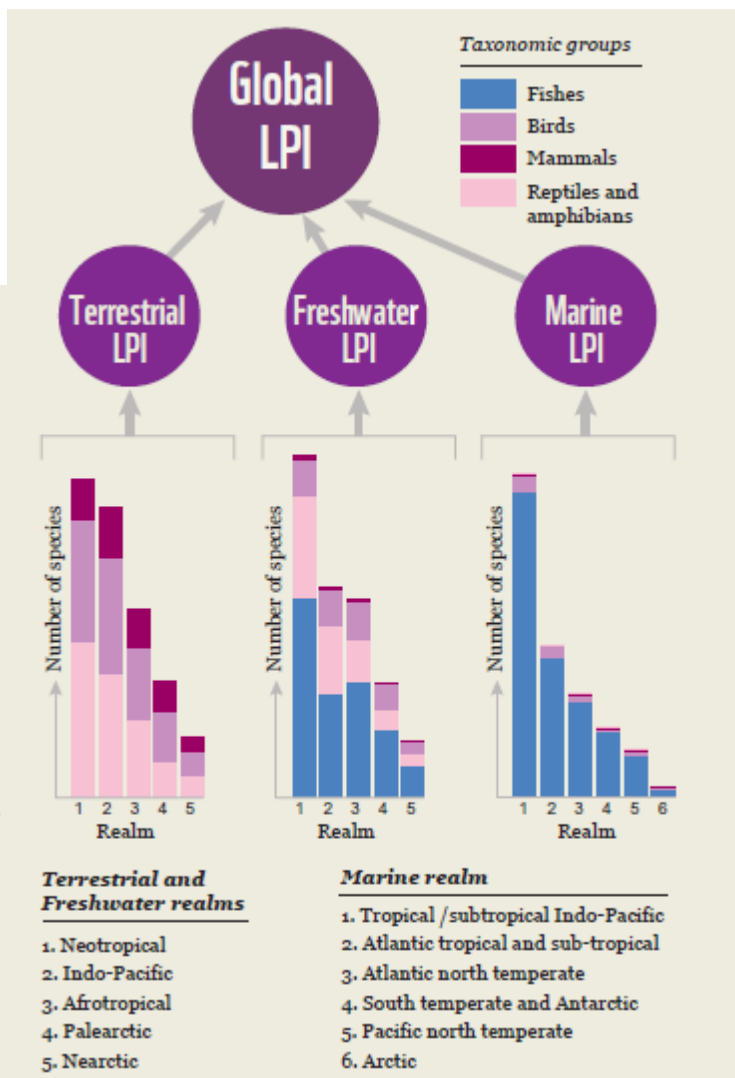 Global
LPI
Taxonomic groups
Fishes
Birds
Mammals
Reptiles and
amphibians
Terrestrial
LPI
Freshwater
LPI
Marine
LPI
Number of species
1 2 3 4 5
Realm
Number of species
1 2 3 4 5
Realm
Number of species
1 2 3 4 5 6
Realm
Terrestrial and
Freshwater realms
1. Neotropical
2. Indo-Pacific
3. Afrotropical
4. Palearctic
5. Nearctic
Marine realm
1. Tropical /subtropical Indo-Pacific
2. Atlantic tropical and sub-tropical
3. Atlantic north temperate
4. South temperate and Antarctic
5. Pacific north temperate
6. Arctic